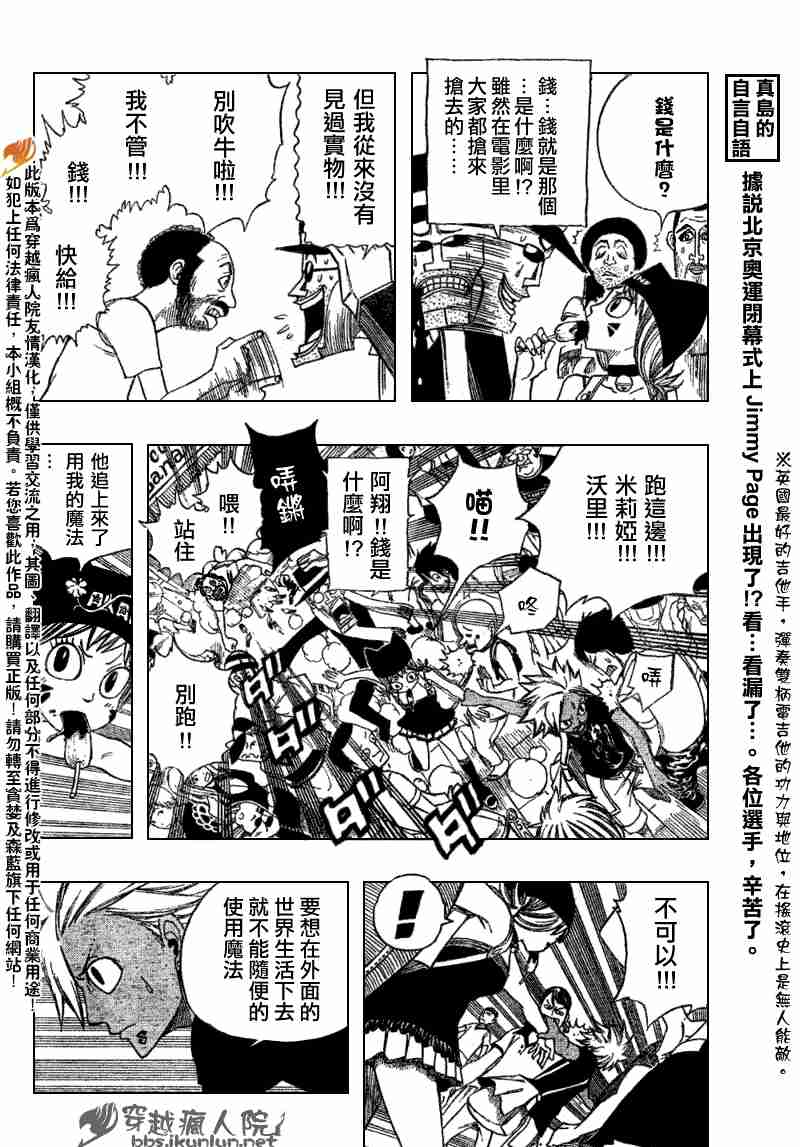 真島的
自言自語
據説北京奧運閉幕式上 Jimmy Page 出現了!? 看…看漏了…。各位選手,辛苦了。
※英國最好的吉他手,彈奏雙柄電吉他的功力與地位,在搖滾史上是無人能敵。
錢是什麼?
錢…錢就是那個
…是什麼啊!?
雖然在電影里
大家都搶來
搶去的……
但我從來沒有
見過實物!!!
別吹牛啦!!!
我不管!!!
錢!!!
快給!!!
跑這邊!!!
米莉婭!!!
沃里!!!
喵!!
咚
哢
阿翔!!錢是
什麼啊!?
哢鏘
喂!!
站住
別跑!!
ダ
ダ
ダ
ダ
他追上來了
用我的魔法
…
不可以!!!
!
要想在外面的
世界生活下去
就不能隨便的
使用魔法
此版本爲穿越瘋人院友情漢化,僅供學習交流之用,其圖、翻譯以及任何部分不得進行修改或用于任何商業用途!
如犯上任何法律責任,本小組概不負責。若您喜歡此作品,請購買正版!請勿轉至貪婪及森藍旗下任何網站!
穿越瘋人院
bbs.ikunlun.net